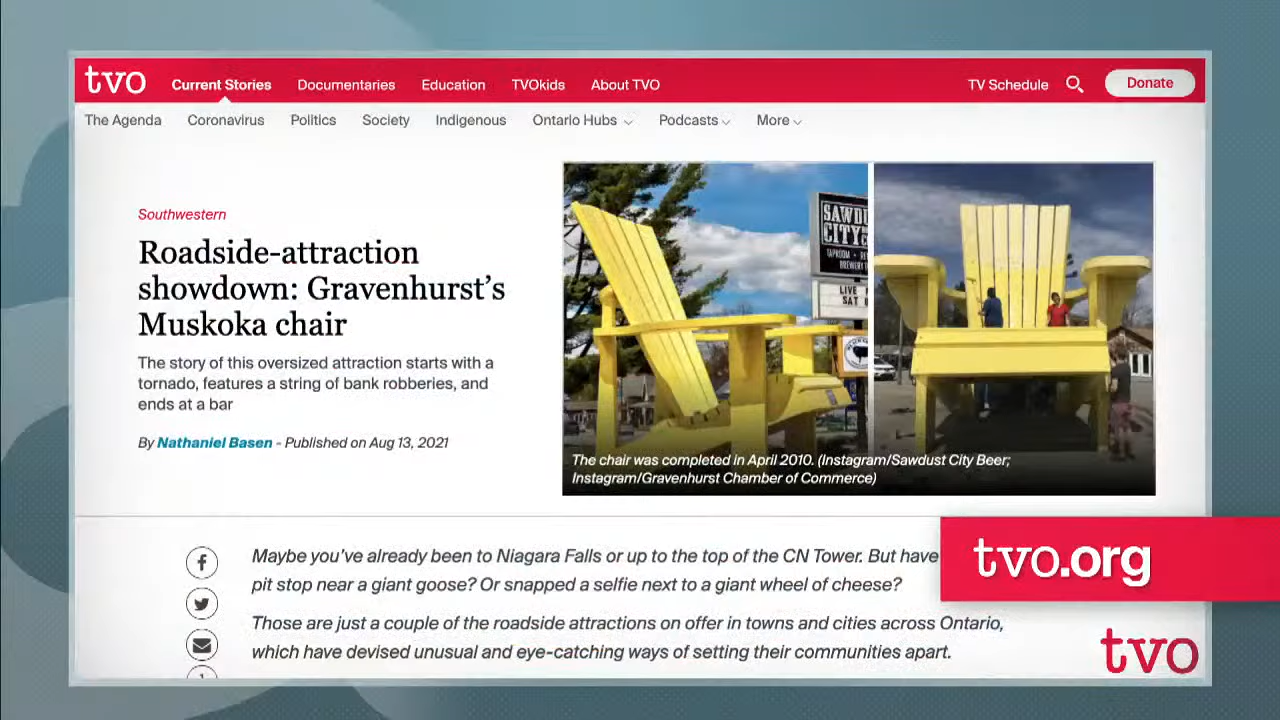 tvo
Current Stories Documentaries Education TVOkids About TVO TV Schedule Donate
The Agenda Coronavirus Politics Society Indigenous Ontario Hubs Podcasts More
Southwestern
Roadside-attraction
showdown: Gravenhurst's
Muskoka chair
The story of this oversized attraction starts with a
tornado, features a string of bank robberies, and
ends at a bar
By Nathaniel Basen - Published on Aug 13, 2021
SAWDU
CITY
TAPROOM
LIVE
SAT
The chair was completed in April 2010. (Instagram/Sawdust City Beer;
Instagram/Gravenhurst Chamber of Commerce)
Maybe you've already been to Niagara Falls or up to the top of the CN Tower. But have
pit stop near a giant goose? Or snapped a selfie next to a giant wheel of cheese?
Those are just a couple of the roadside attractions on offer in towns and cities across Ontario,
which have devised unusual and eye-catching ways of setting their communities apart.
tvo.org
tvo